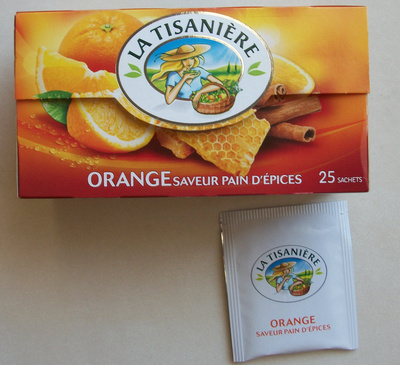 LA TISANIÈRE
ORANGE SAVEUR PAIN D'ÉPICES 25 SACHETS
LA TISANIÈRE
ORANGE
SAVEUR PAIN D'ÉPICES